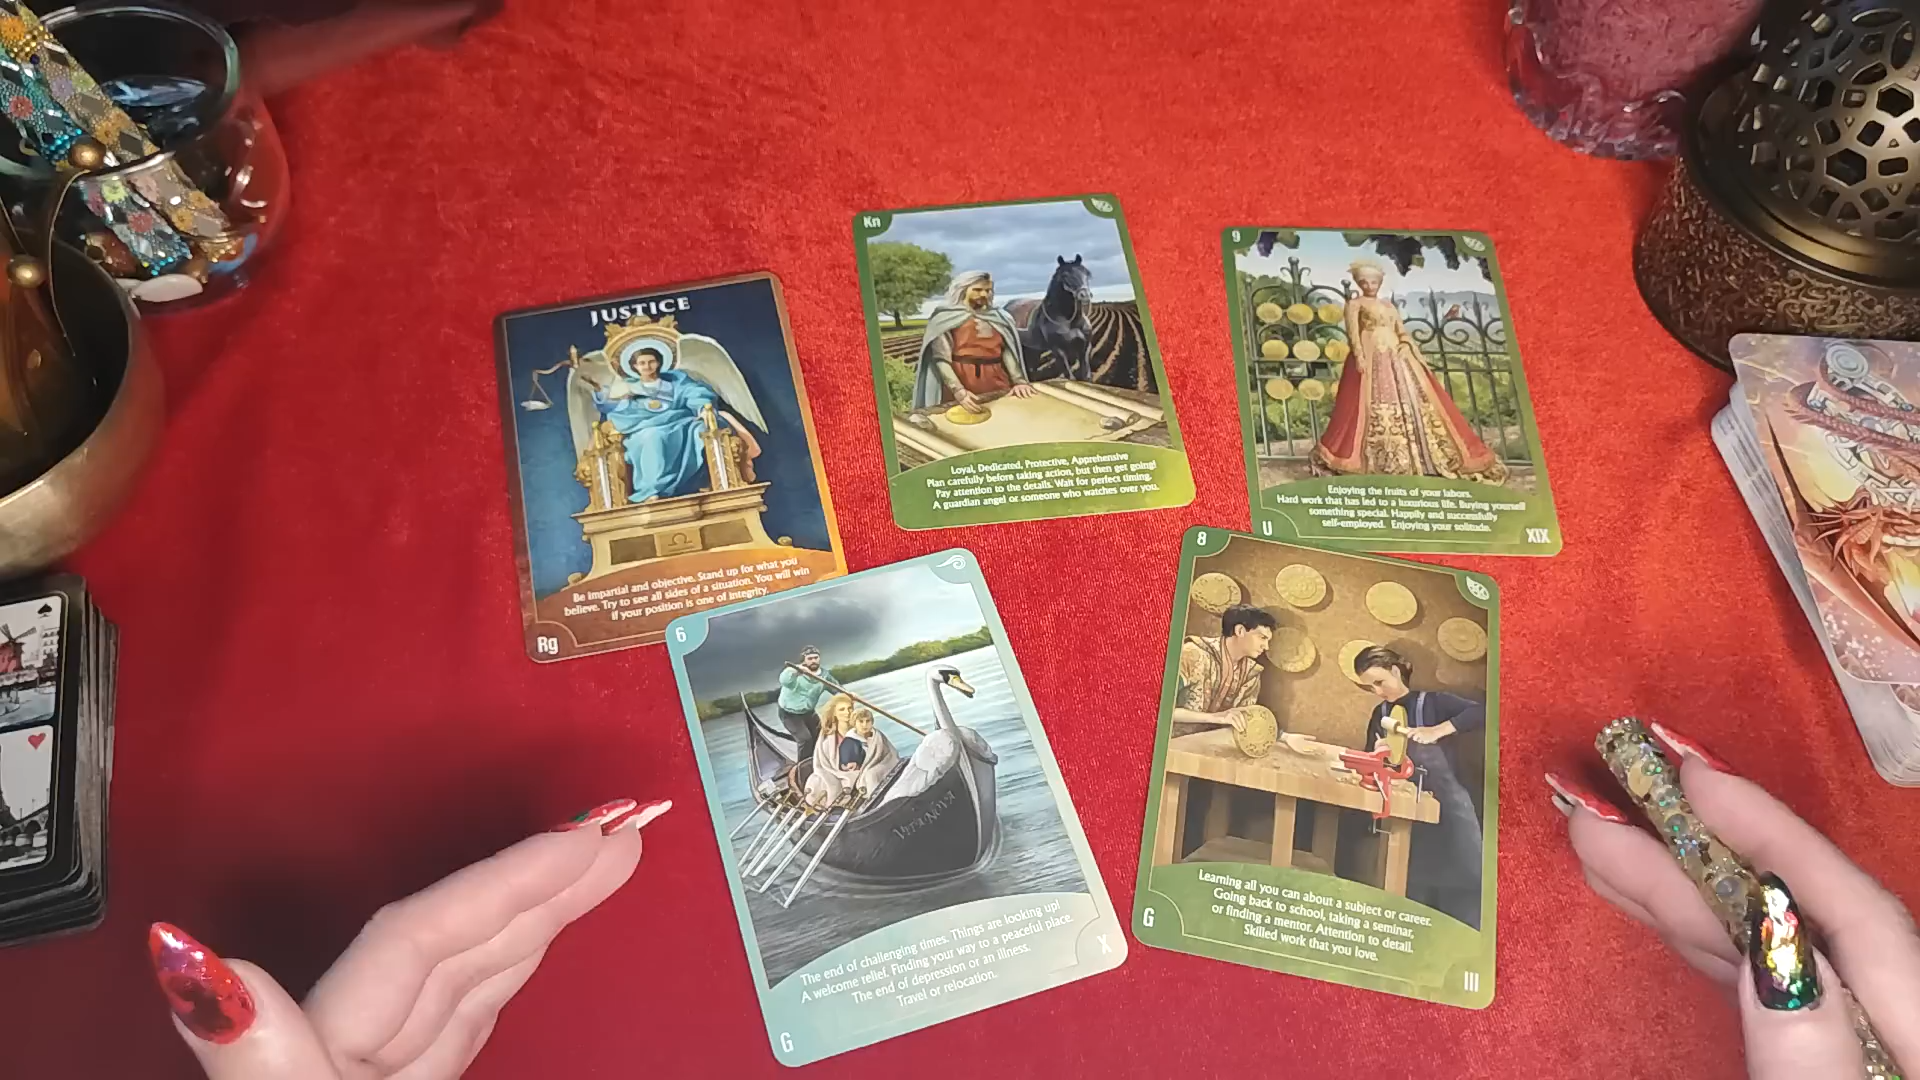 JUSTICE
Be impartial and objective. Stand up for what you
believe. Try to see all sides of a situation. You will win
if your position is one of integrity.
Rg
Kn
Loyal, Dedicated, Protective, Apprehensive
Plan carefully before taking action, but then get going!
Pay attention to the details. Wait for perfect timing.
A guardian angel or someone who watches over you.
9
Enjoying the fruits of your labors.
Hard work that has led to a luxurious life. Buying yourself
something special. Happily and successfully
self-employed. Enjoying your solitude.
U
XIX
6
VITA NOVA
The end of challenging times. Things are looking up!
A welcome relief. Finding your way to a peaceful place.
The end of depression or an illness.
Travel or relocation.
G
X
8
Learning all you can about a subject or career.
Going back to school, taking a seminar,
or finding a mentor. Attention to detail.
Skilled work that you love.
G
III